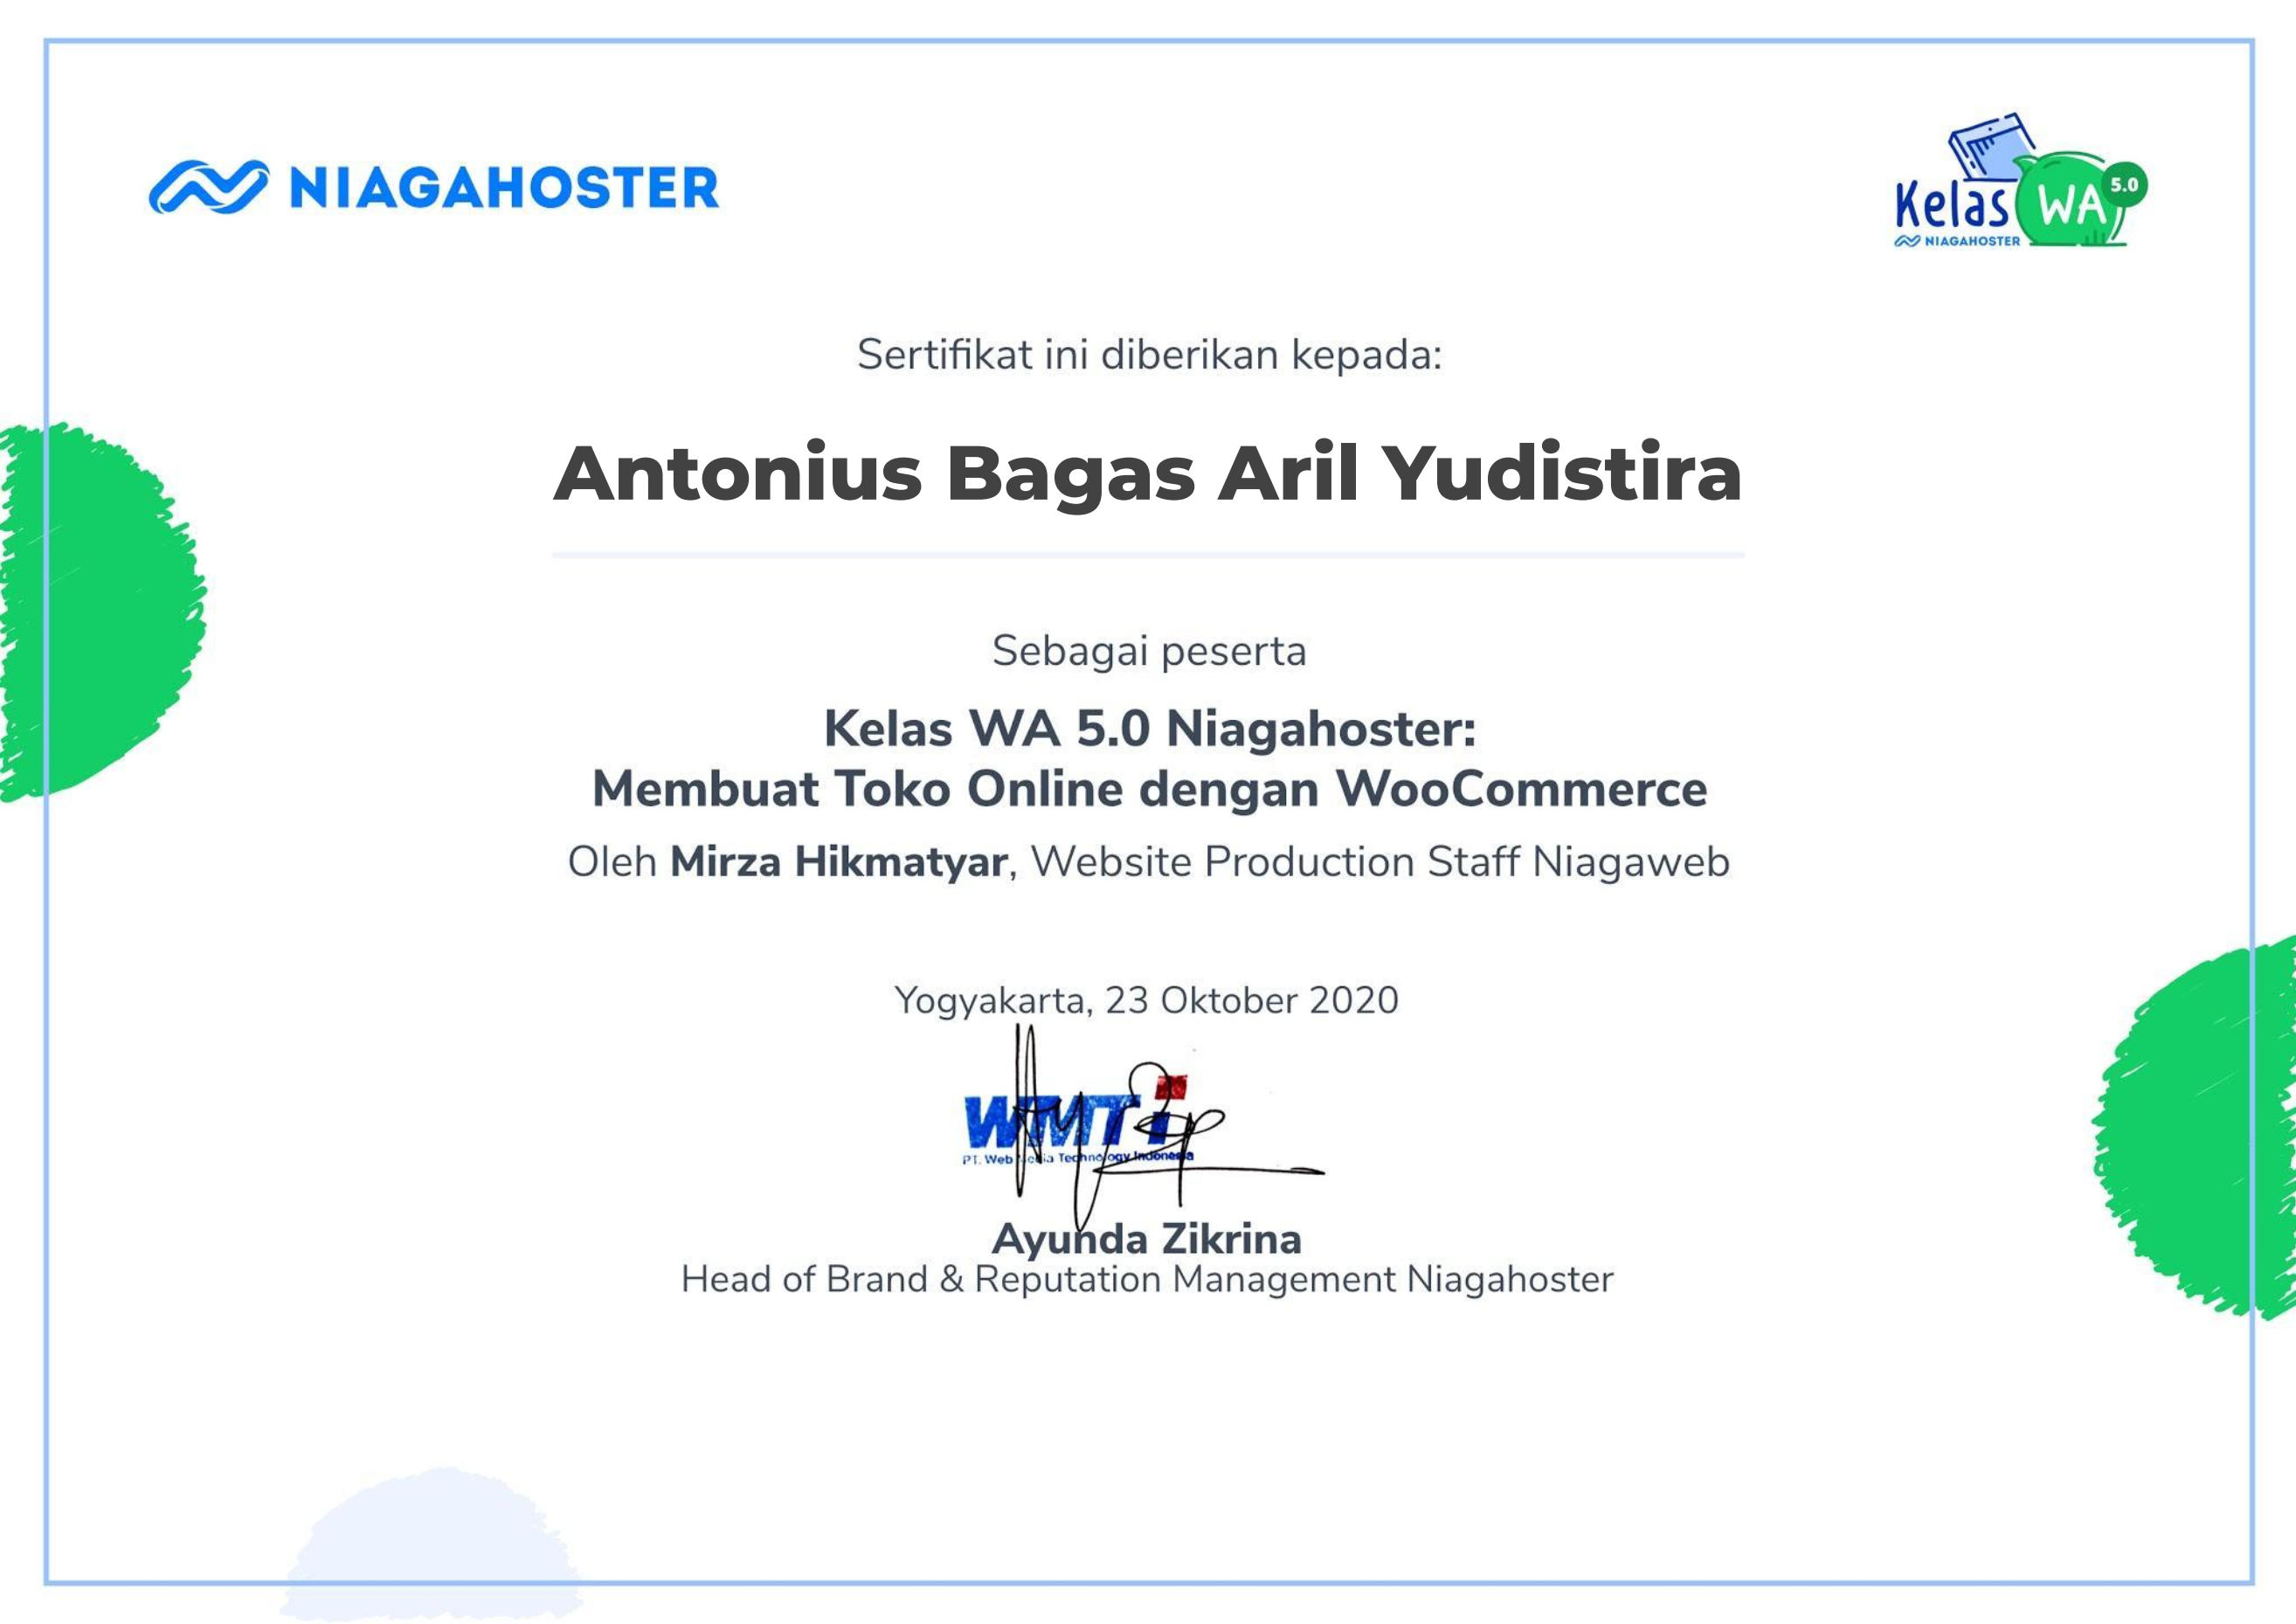 NIAGAHOSTER
Kelas WA 5.0
NIAGAHOSTER
Sertifikat ini diberikan kepada:
Antonius Bagas Aril Yudistira
Sebagai peserta
Kelas WA 5.0 Niagahoster:
Membuat Toko Online dengan WooCommerce
Oleh Mirza Hikmatyar, Website Production Staff Niagaweb
Yogyakarta, 23 Oktober 2020
WMTi
PT. Web Media Technology Indonesia
Ayunda Zikrina
Head of Brand & Reputation Management Niagahoster